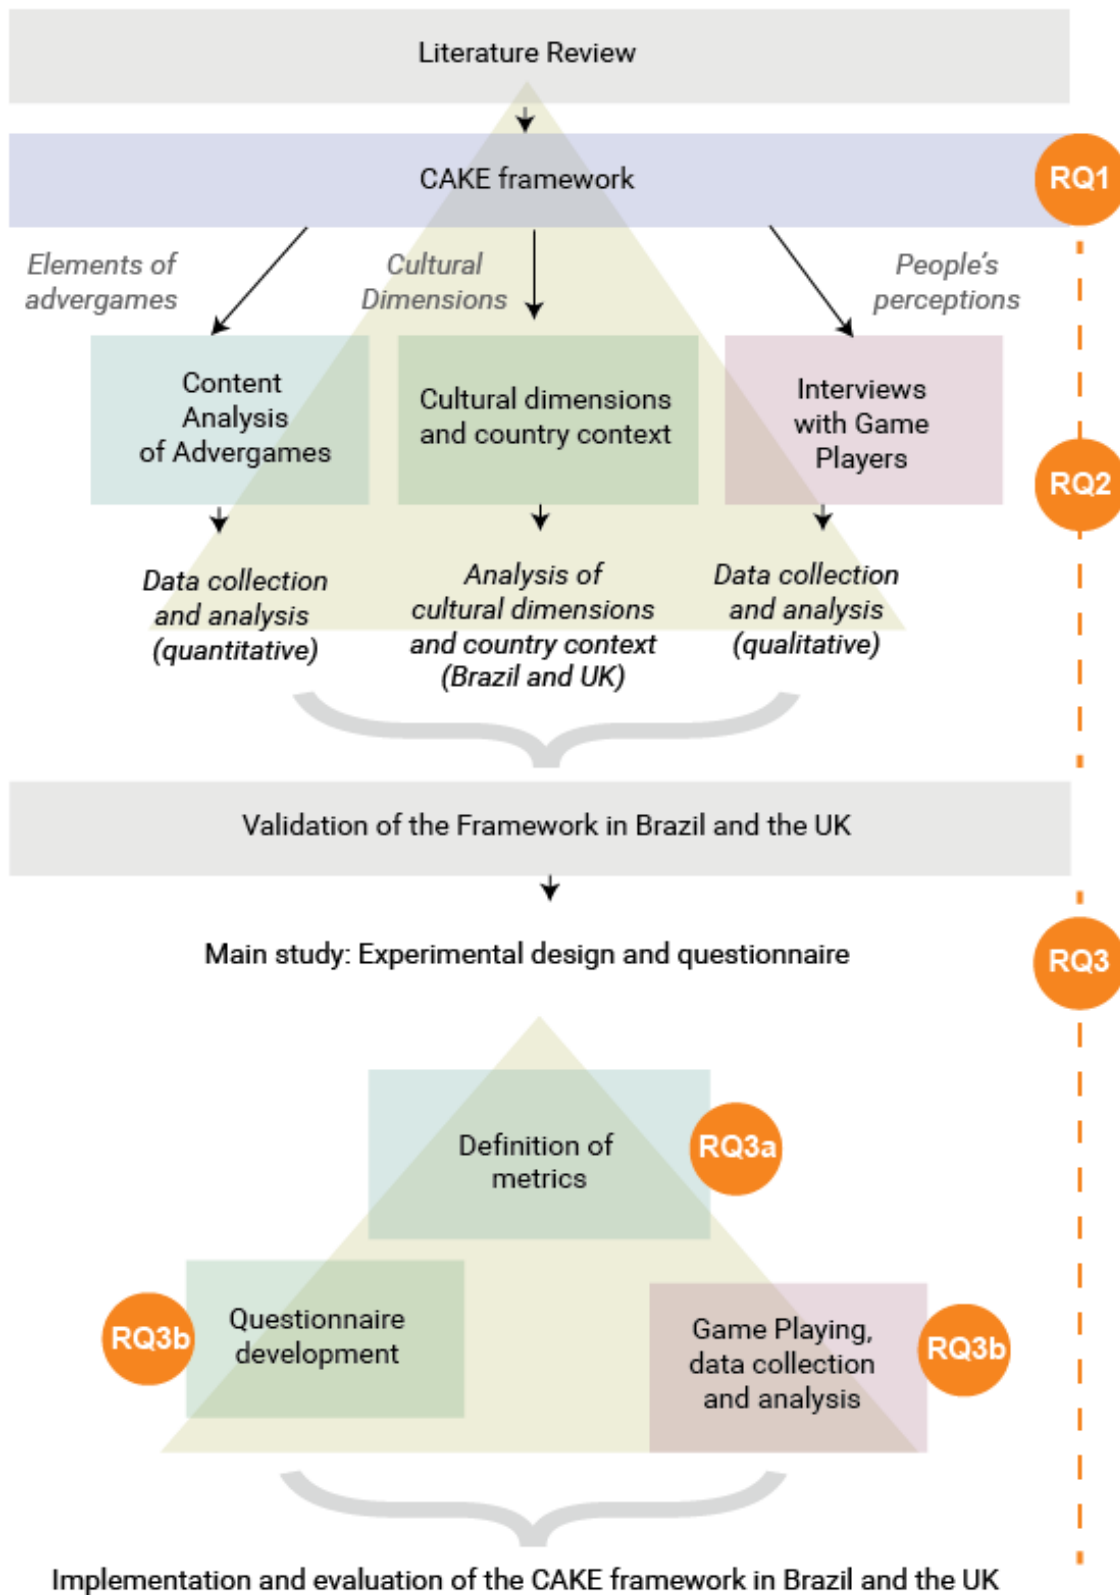 Literature Review
CAKE framework
RQ1
Elements of
advergames
Cultural
Dimensions
People's
perceptions
Content
Analysis
of Advergames
Cultural dimensions
and country context
Interviews
with Game
Players
RQ2
Data collection
and analysis
(quantitative)
Analysis of
cultural dimensions
and country context
(Brazil and UK)
Data collection
and analysis
(qualitative)
Validation of the Framework in Brazil and the UK
Main study: Experimental design and questionnaire
RQ3
Definition of
metrics
RQ3a
RQ3b
Questionnaire
development
Game Playing,
data collection
and analysis
RQ3b
Implementation and evaluation of the CAKE framework in Brazil and the UK